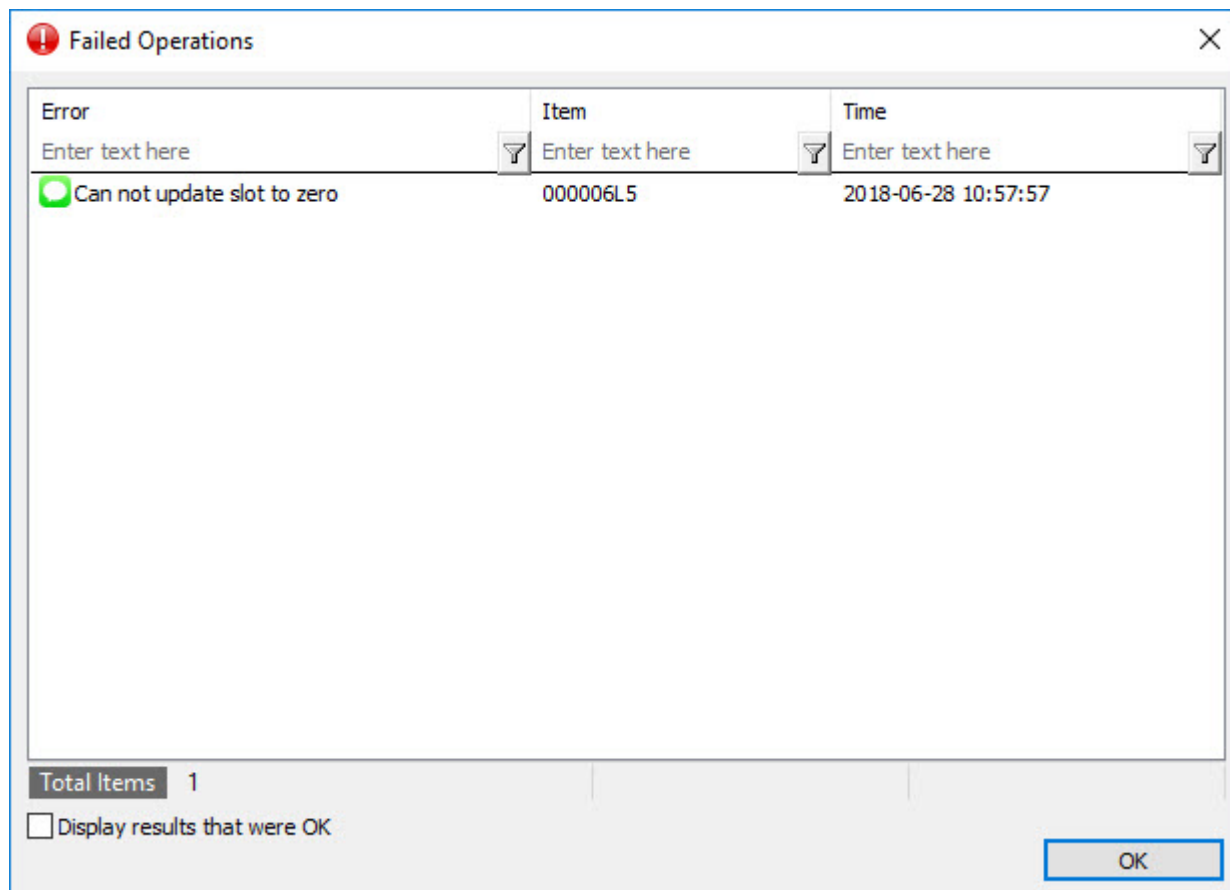 Failed Operations
Error Item Time
Enter text here Enter text here Enter text here
Can not update slot to zero 000006L5 2018-06-28 10:57:57
Total Items 1
Display results that were OK
OK